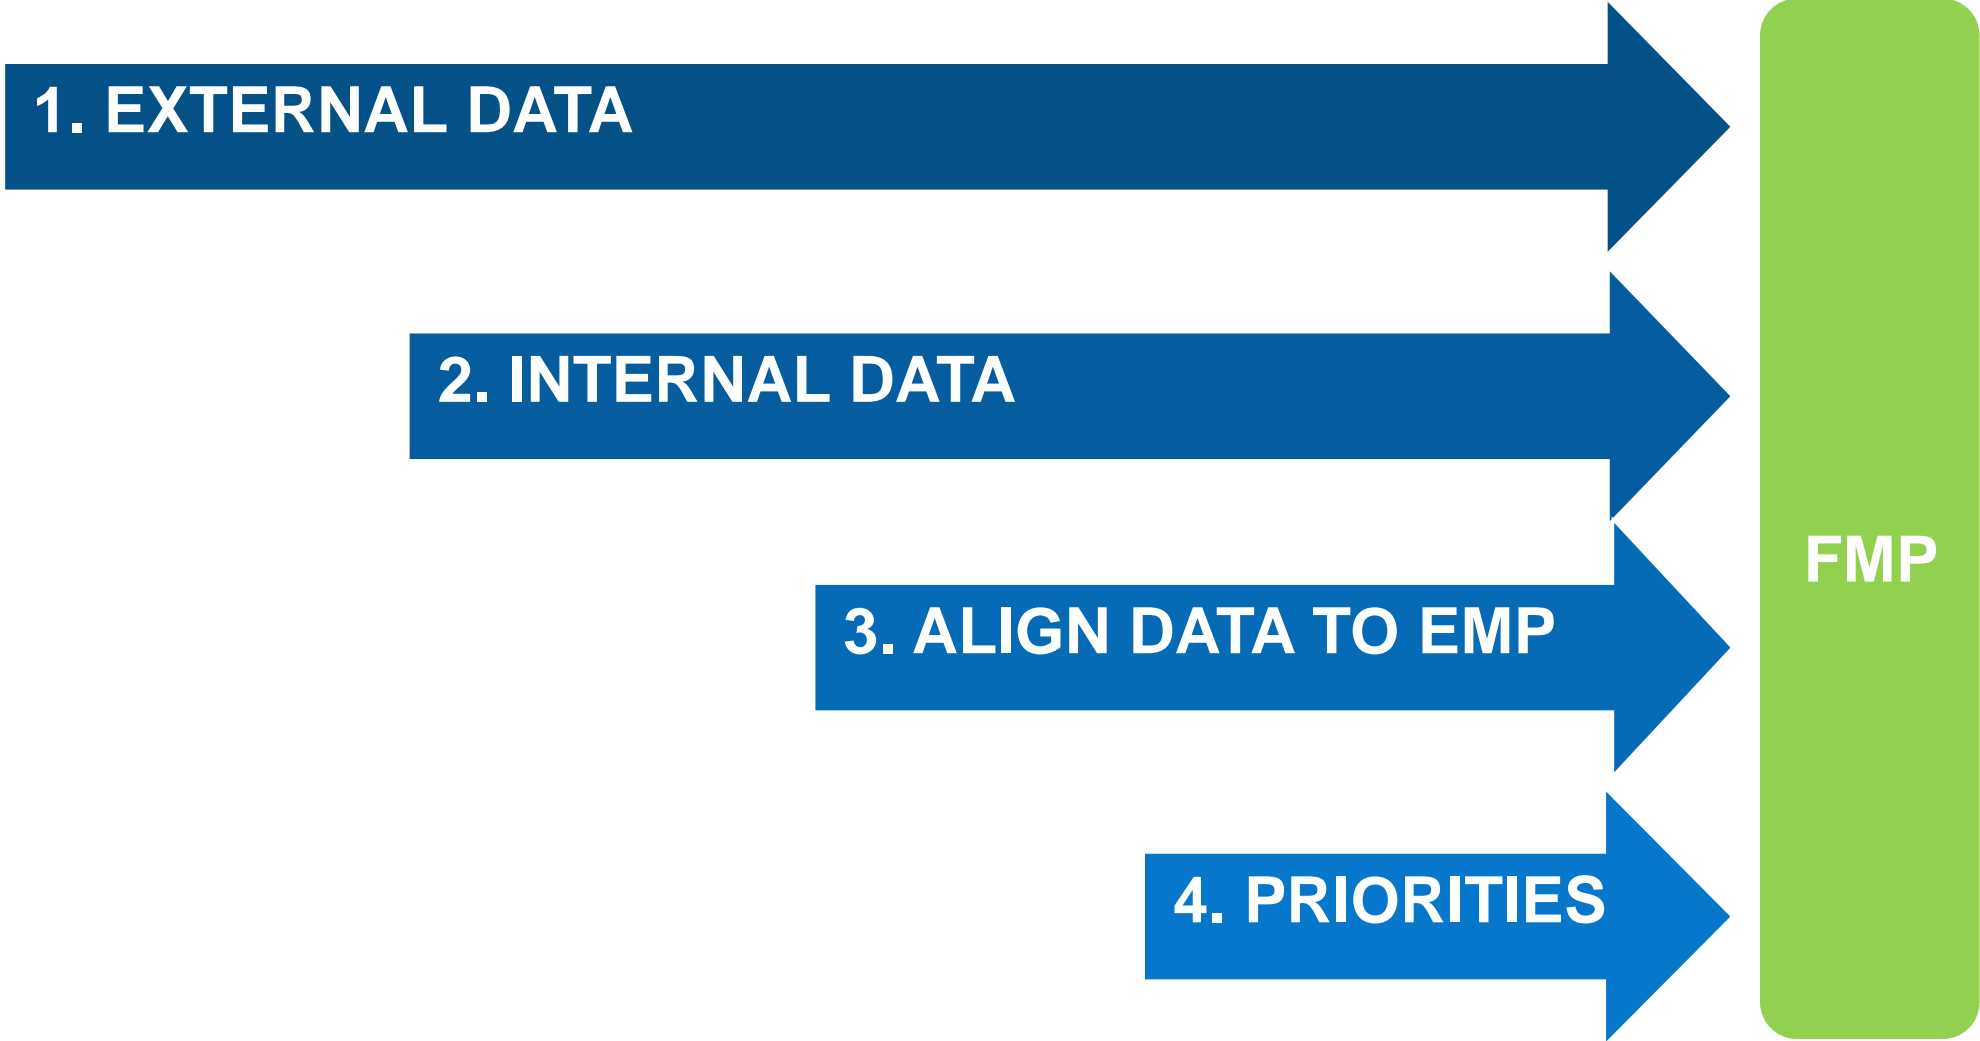 1. EXTERNAL DATA
2. INTERNAL DATA
FMP
3. ALIGN DATA TO EMP
4. PRIORITIES